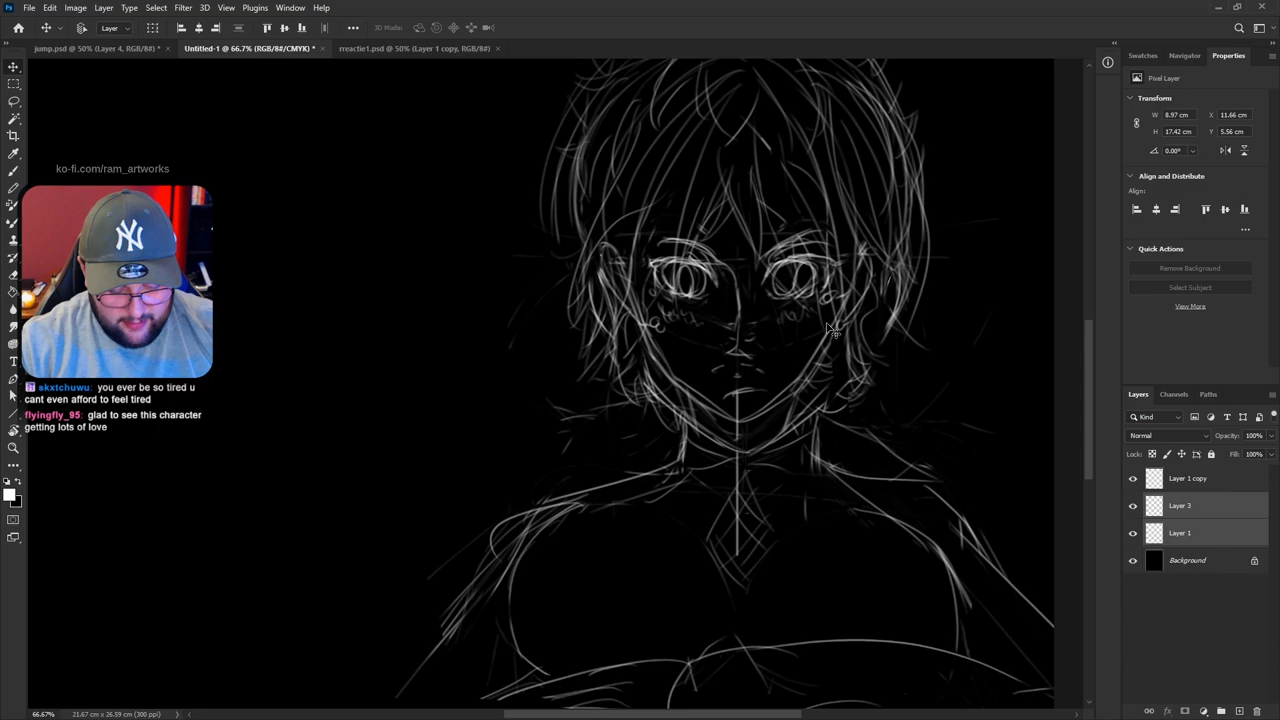 Ps File Edit Image Layer Type Select Filter 3D View Plugins Window Help
Layer 3D Mode:
jump.psd @ 50% (Layer 4, RGB/8#) * × Untitled-1 @ 66.7% (RGB/8#/CMYK) * × rreactie1.psd @ 50% (Layer 1 copy, RGB/8#) ×
Swatches Navigator Properties
Pixel Layer
Transform
W 8.97 cm X 11.66 cm
H 17.42 cm Y 5.56 cm
0.00°
Align and Distribute
Align:
Quick Actions
Remove Background
Select Subject
View More
ko-fi.com/ram_artworks
NY
skxtchuwu: you ever be so tired u
cant even afford to feel tired
flyingfly_95: glad to see this character
getting lots of love
Layers Channels Paths
Kind
Normal Opacity: 100%
Lock: Fill: 100%
Layer 1 copy
Layer 3
Layer 1
Background
66.67% 21.67 cm x 26.59 cm (300 ppi)